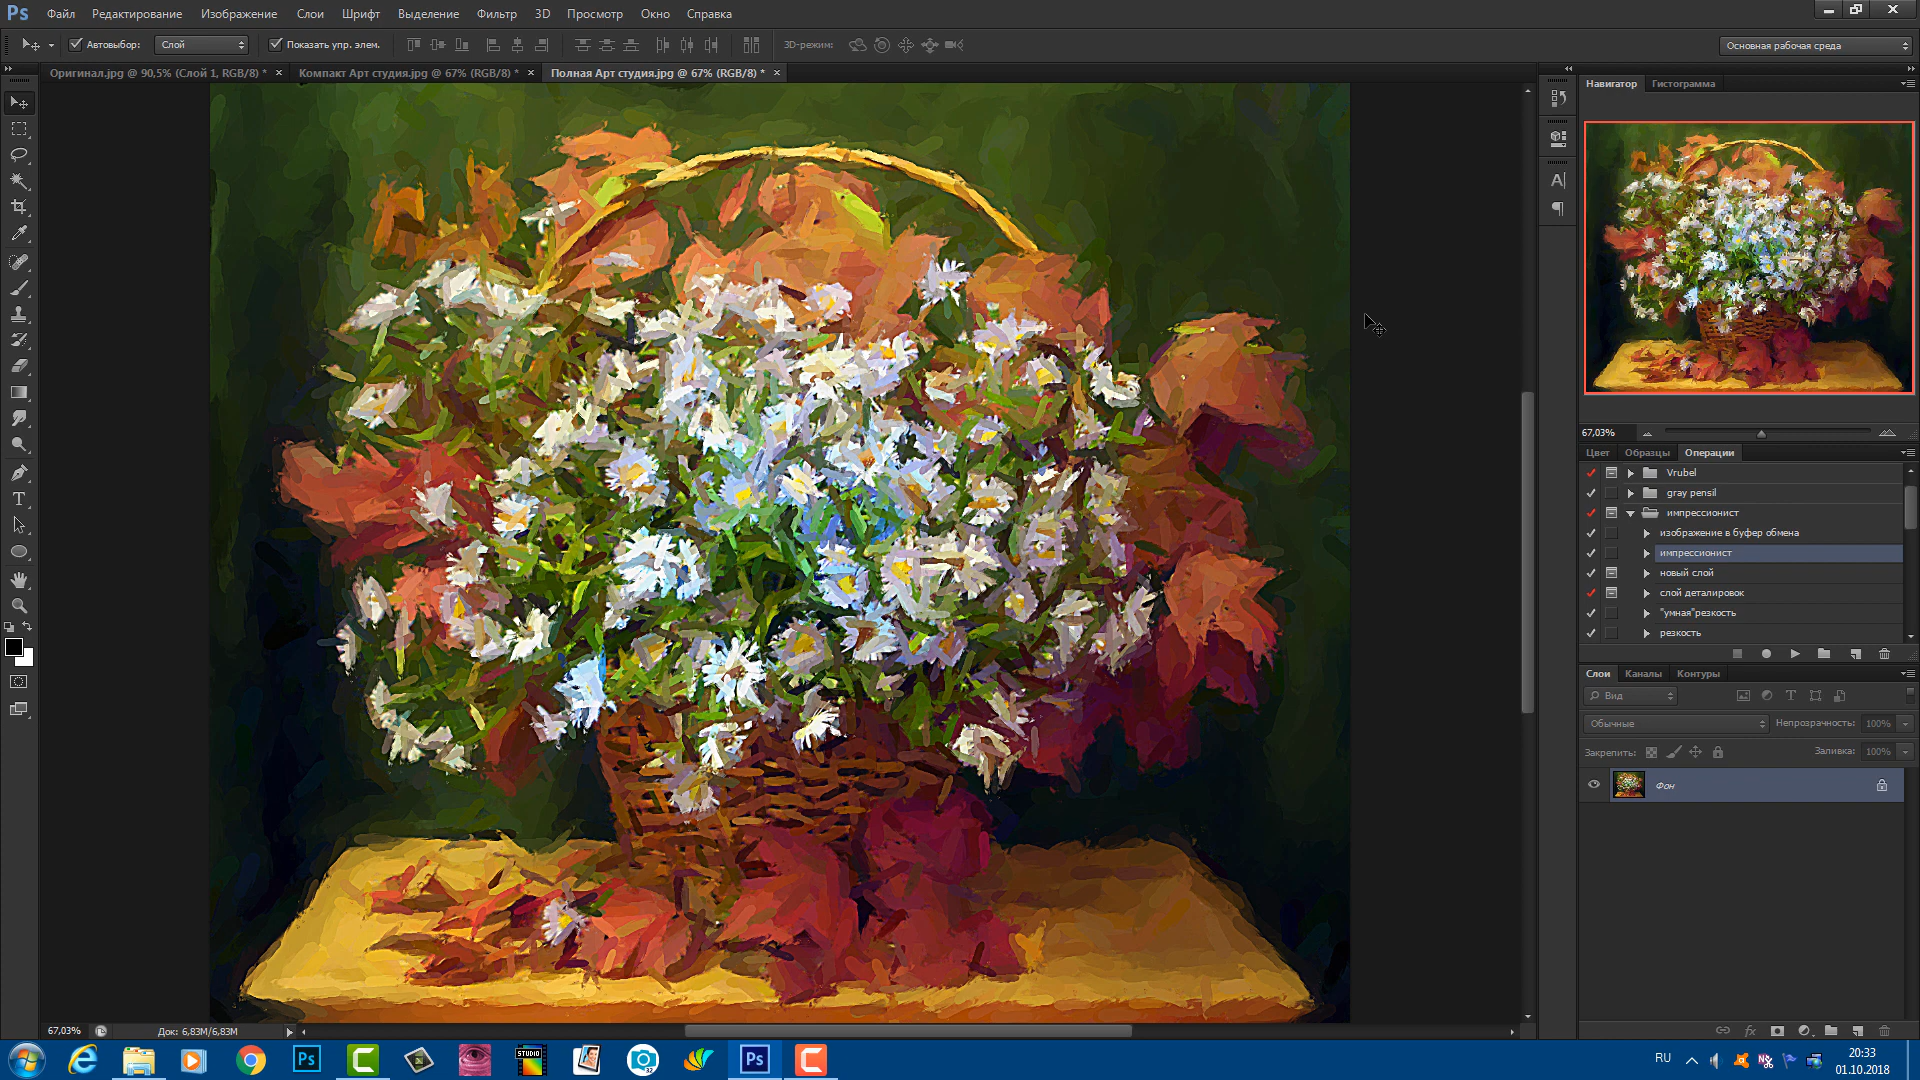 Ps Файл Редактирование Изображение Слои Шрифт Выделение Фильтр 3D Просмотр Окно Справка
Автовыбор: Слой Показать упр. элем. 3D-режим: Основная рабочая среда
Оригинал.jpg @ 90,5% (Слой 1, RGB/8) * × Компакт Арт студия.jpg @ 67% (RGB/8) * × Полная Арт студия.jpg @ 67% (RGB/8) * ×
Навигатор Гистограмма
67,03%
Цвет Образцы Операции
Vrubel
gray pensil
импрессионист
изображение в буфер обмена
импрессионист
новый слой
слой деталировок
"умная"резкость
резкость
Слои Каналы Контуры
Вид
Обычные Непрозрачность: 100%
Закрепить: Заливка: 100%
Фон
67,03% Док: 6,83M/6,83M
STUDIO
32
RU
20:33
01.10.2018